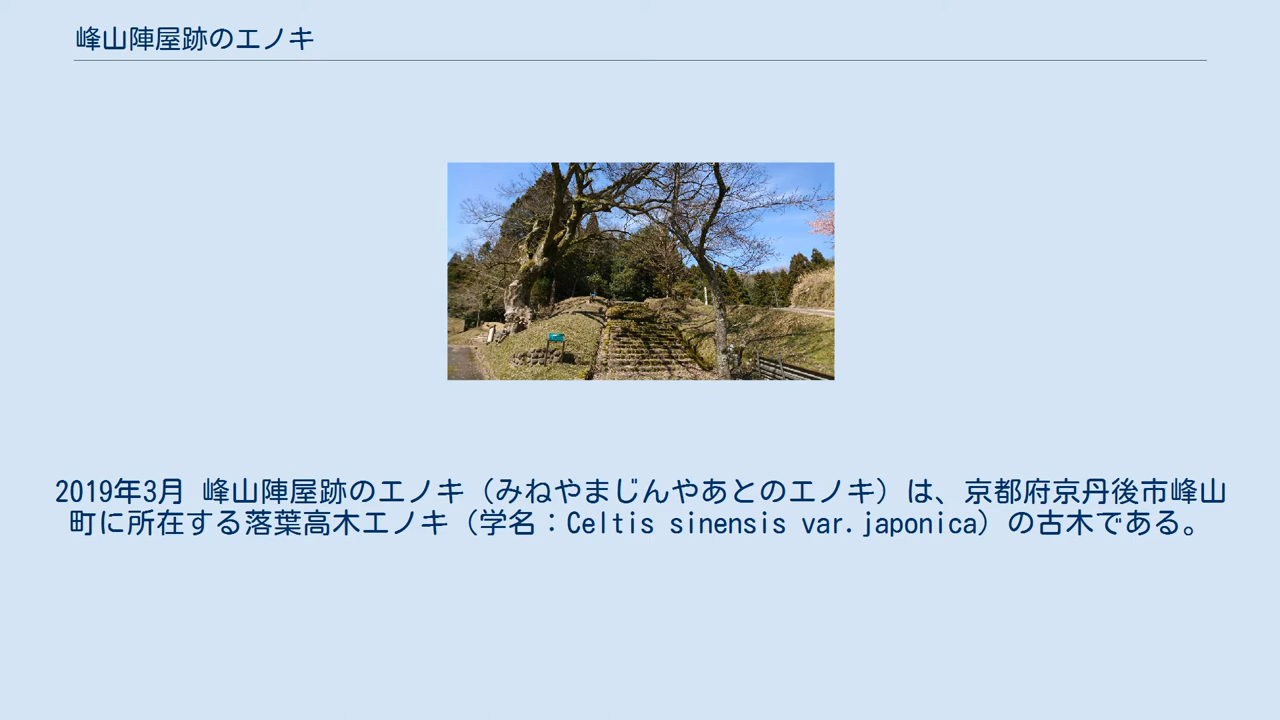 峰山陣屋跡のエノキ
2019年3月 峰山陣屋跡のエノキ（みねやまじんやあとのエノキ）は、京都府京丹後市峰山
町に所在する落葉高木エノキ（学名：Celtis sinensis var.japonica）の古木である。